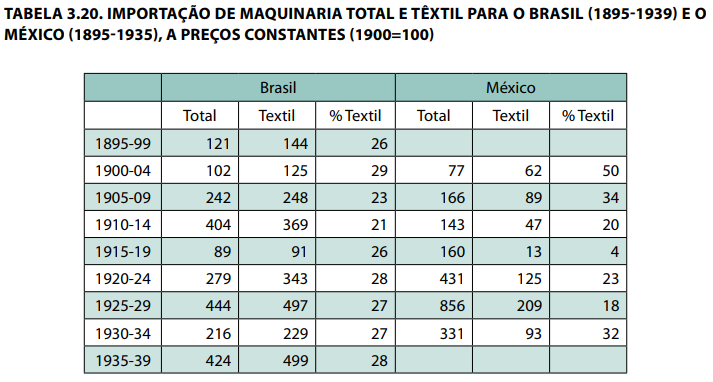 TABELA 3.20. IMPORTAÇÃO DE MAQUINARIA TOTAL E TÊXTIL PARA O BRASIL (1895-1939) E O
MÉXICO (1895-1935), A PREÇOS CONSTANTES (1900=100)
Brasil México
Total Textil % Textil Total Textil % Textil
1895-99 121 144 26
1900-04 102 125 29 77 62 50
1905-09 242 248 23 166 89 34
1910-14 404 369 21 143 47 20
1915-19 89 91 26 160 13 4
1920-24 279 343 28 431 125 23
1925-29 444 497 27 856 209 18
1930-34 216 229 27 331 93 32
1935-39 424 499 28